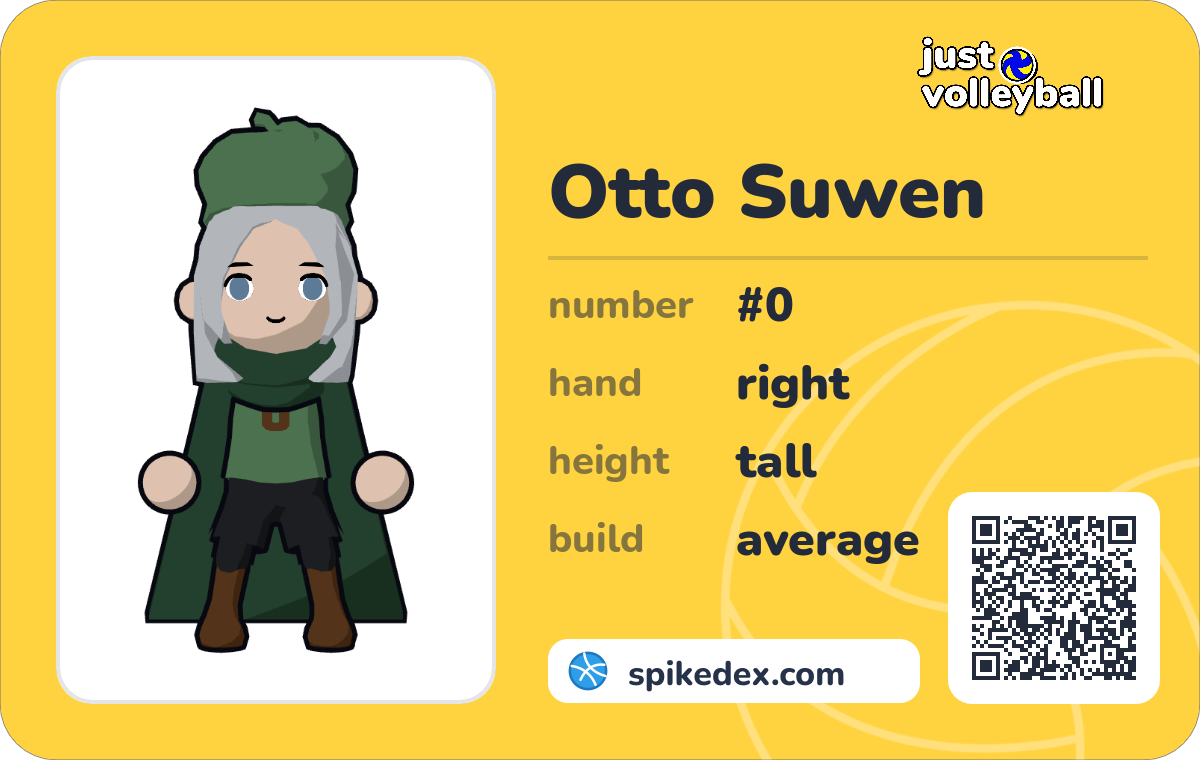 just
volleyball
Otto Suwen
number #0
hand right
height tall
build average
spikedex.com